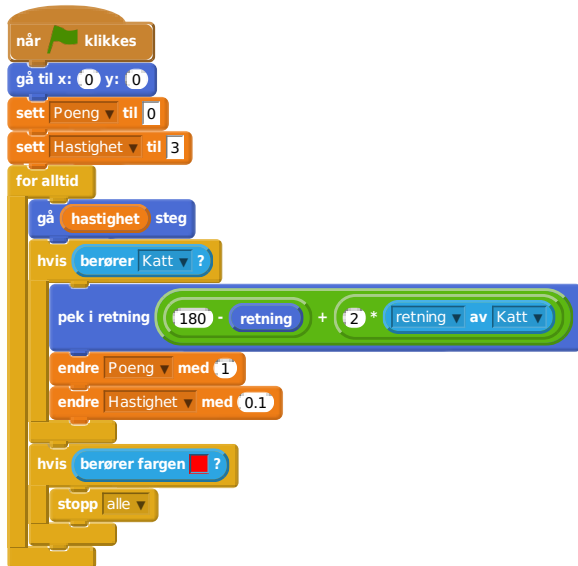 når klikkes
gå til x: 0 y: 0
sett Poeng til 0
sett Hastighet til 3
for alltid
gå hastighet steg
hvis berører Katt ?
pek i retning 180 - retning + 2 * retning av Katt
endre Poeng med 1
endre Hastighet med 0.1
hvis berører fargen ?
stopp alle